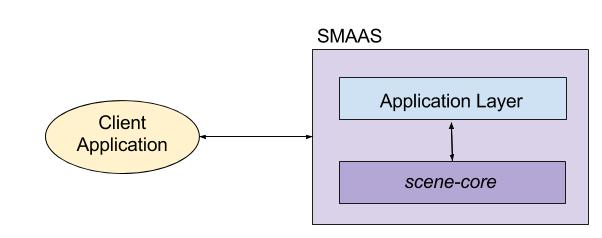 SMAAS
Client
Application
Application Layer
scene-core